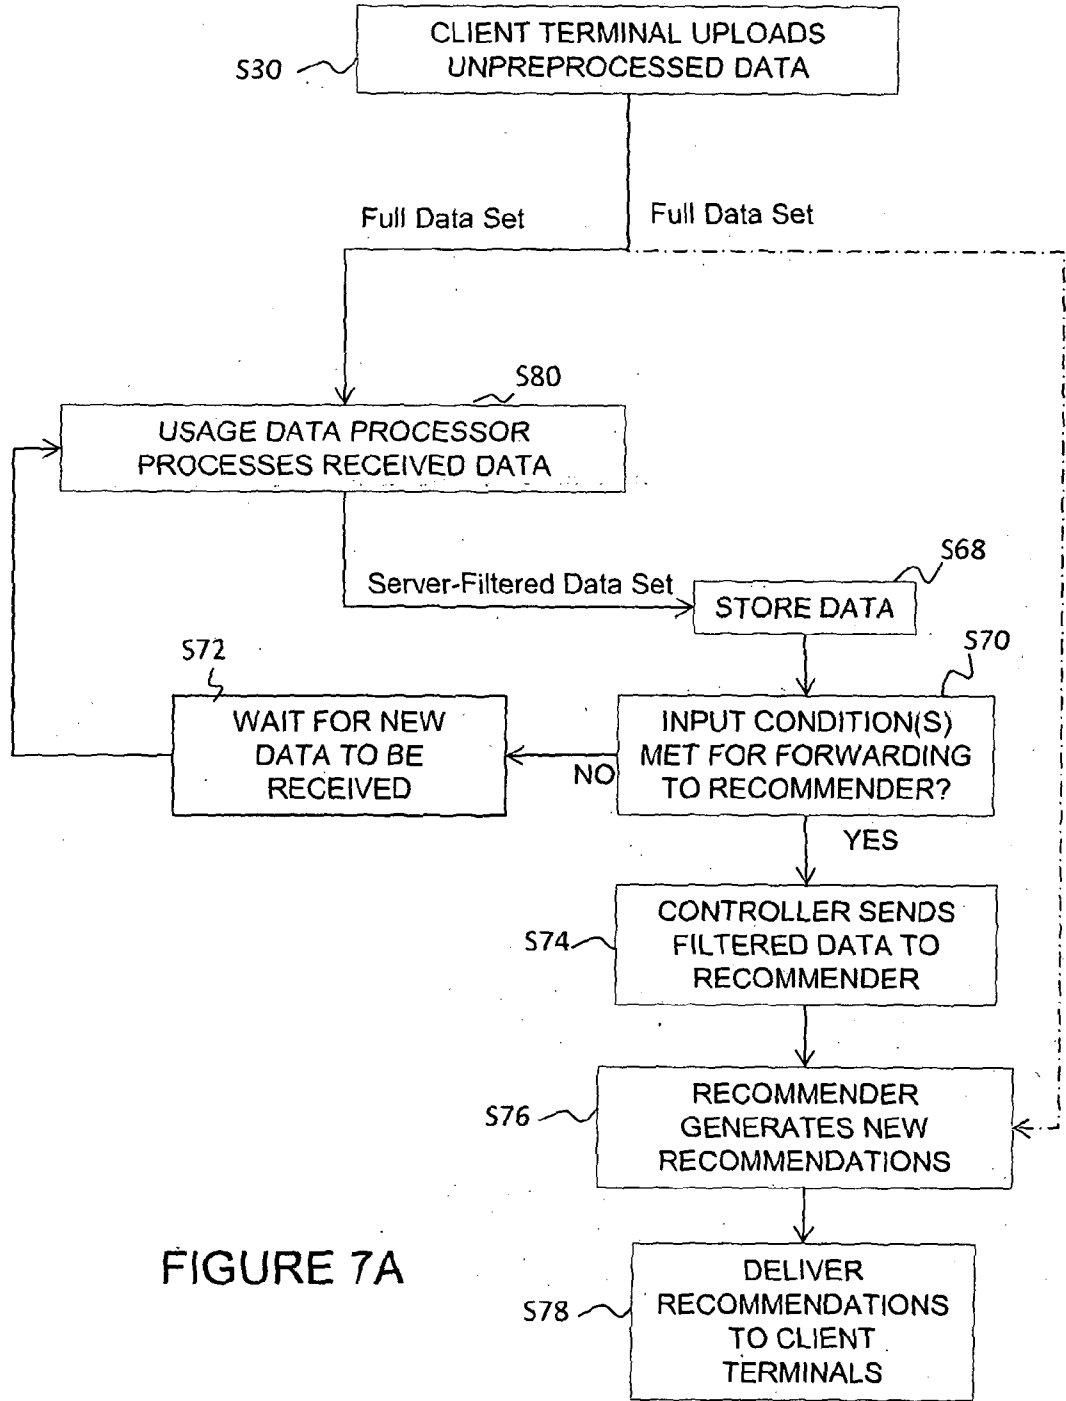 CLIENT TERMINAL UPLOADS
UNPREPROCESSED DATA
S30
Full Data Set
Full Data Set
S80
USAGE DATA PROCESSOR
PROCESSES RECEIVED DATA
S68
Server-Filtered Data Set
STORE DATA
S72
S70
WAIT FOR NEW
DATA TO BE
RECEIVED
INPUT CONDITION(S)
MET FOR FORWARDING
TO RECOMMENDER?
NO
YES
S74
CONTROLLER SENDS
FILTERED DATA TO
RECOMMENDER
S76
RECOMMENDER
GENERATES NEW
RECOMMENDATIONS
FIGURE 7A
S78
DELIVER
RECOMMENDATIONS
TO CLIENT
TERMINALS